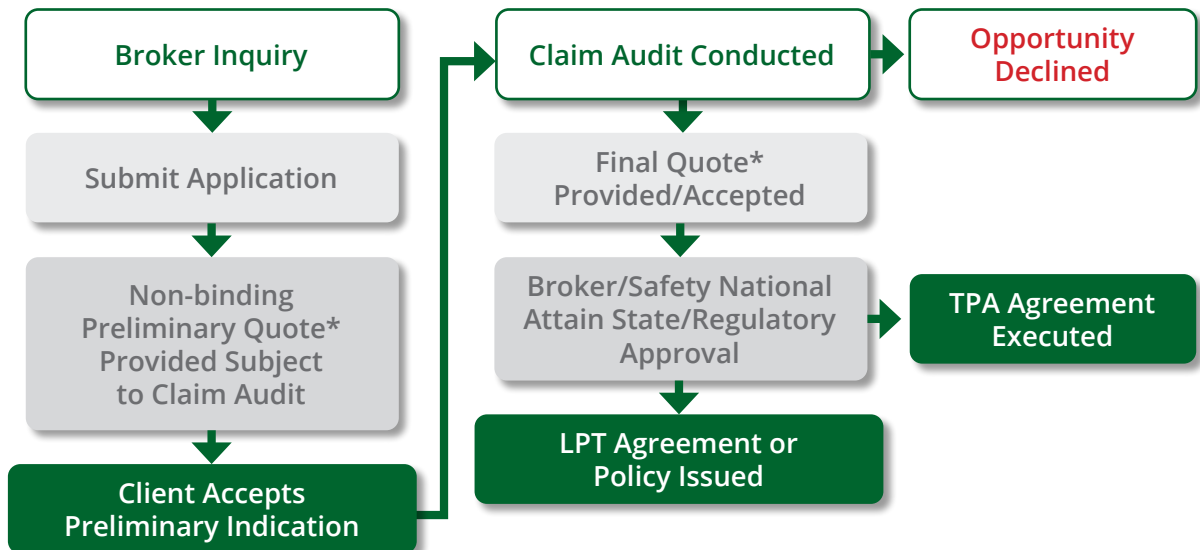 Broker Inquiry
Submit Application
Non-binding
Preliminary Quote*
Provided Subject
to Claim Audit
Client Accepts
Preliminary Indication
Claim Audit Conducted
Opportunity
Declined
Final Quote*
Provided/Accepted
Broker/Safety National
Attain State/Regulatory
Approval
TPA Agreement
Executed
LPT Agreement or
Policy Issued